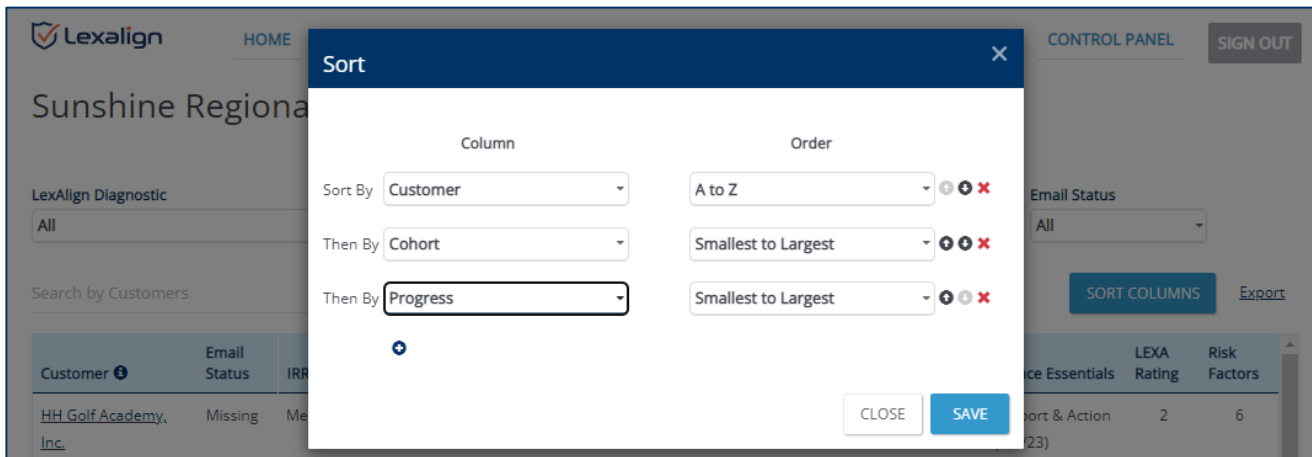 Lexalign
HOME
CONTROL PANEL
SIGN OUT
Sunshine Regiona
Sort
Column
Order
Sort By
Customer
A to Z
Then By
Cohort
Smallest to Largest
Then By
Progress
Smallest to Largest
CLOSE
SAVE
LexAlign Diagnostic
All
Email Status
All
Search by Customers
SORT COLUMNS
Export
Customer
Email
Status
IRR
ce Essentials
LEXA
Rating
Risk
Factors
HH Golf Academy,
Inc.
Missing
Me
port & Action
/23)
2
6